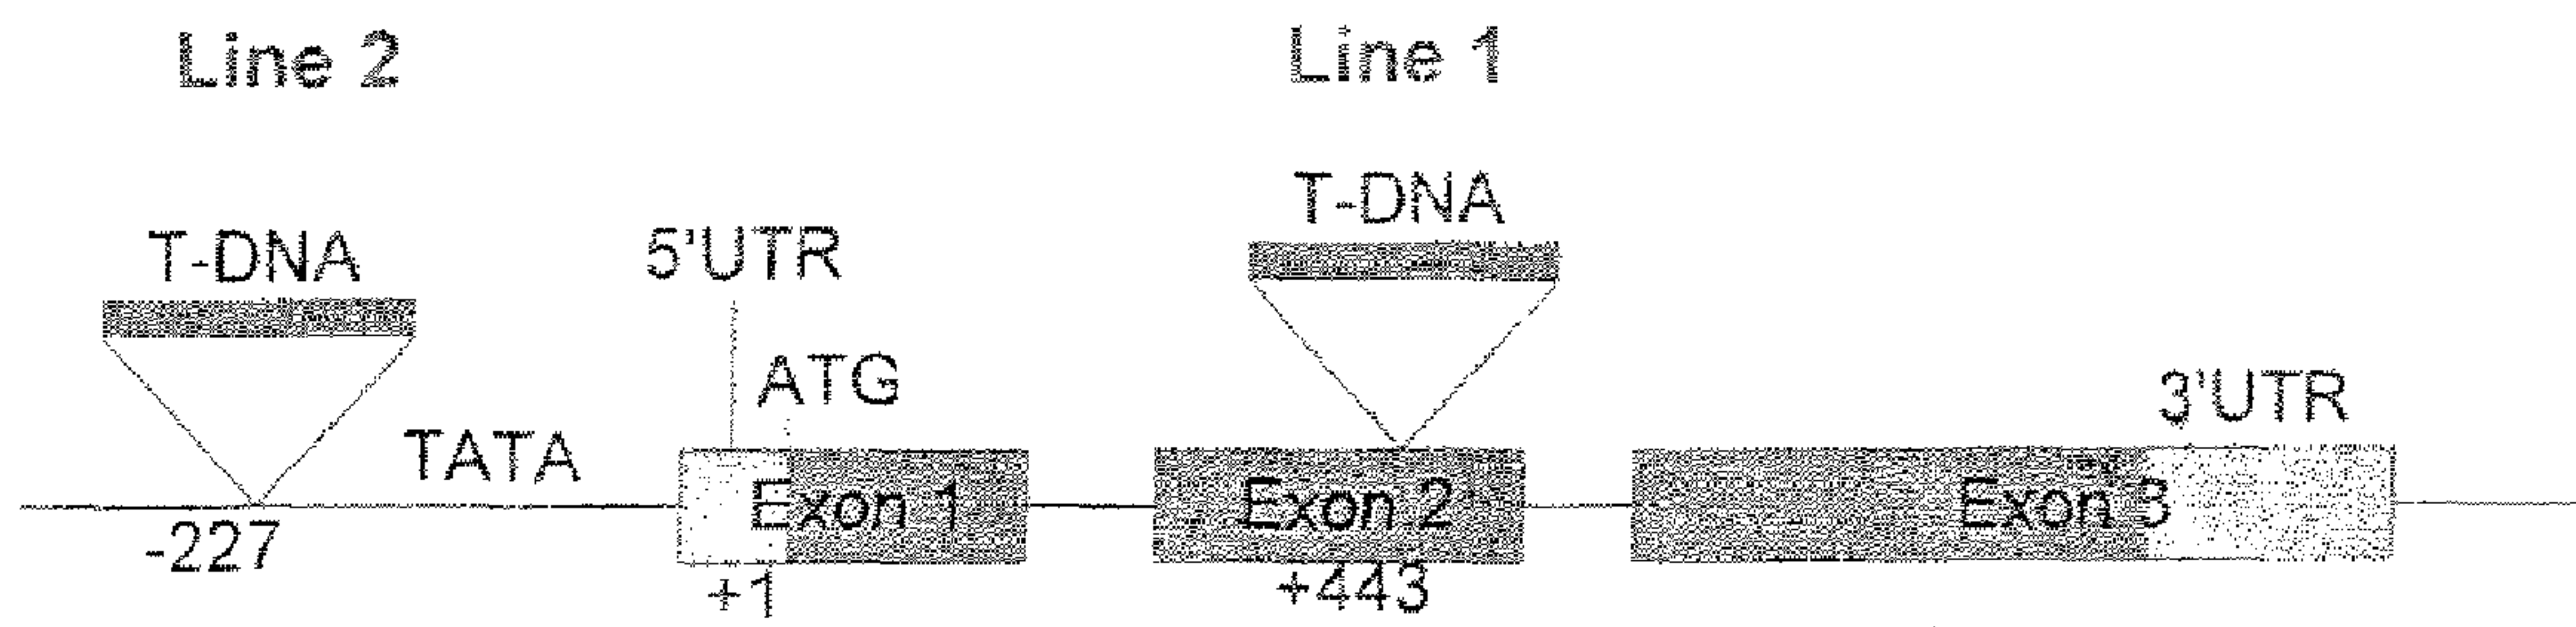 Line 2
Line 1
T-DNA
T-DNA
5'UTR
ATG
3'UTR
TATA
Exon 1
Exon 2
Exon 3
-227
+1
+443